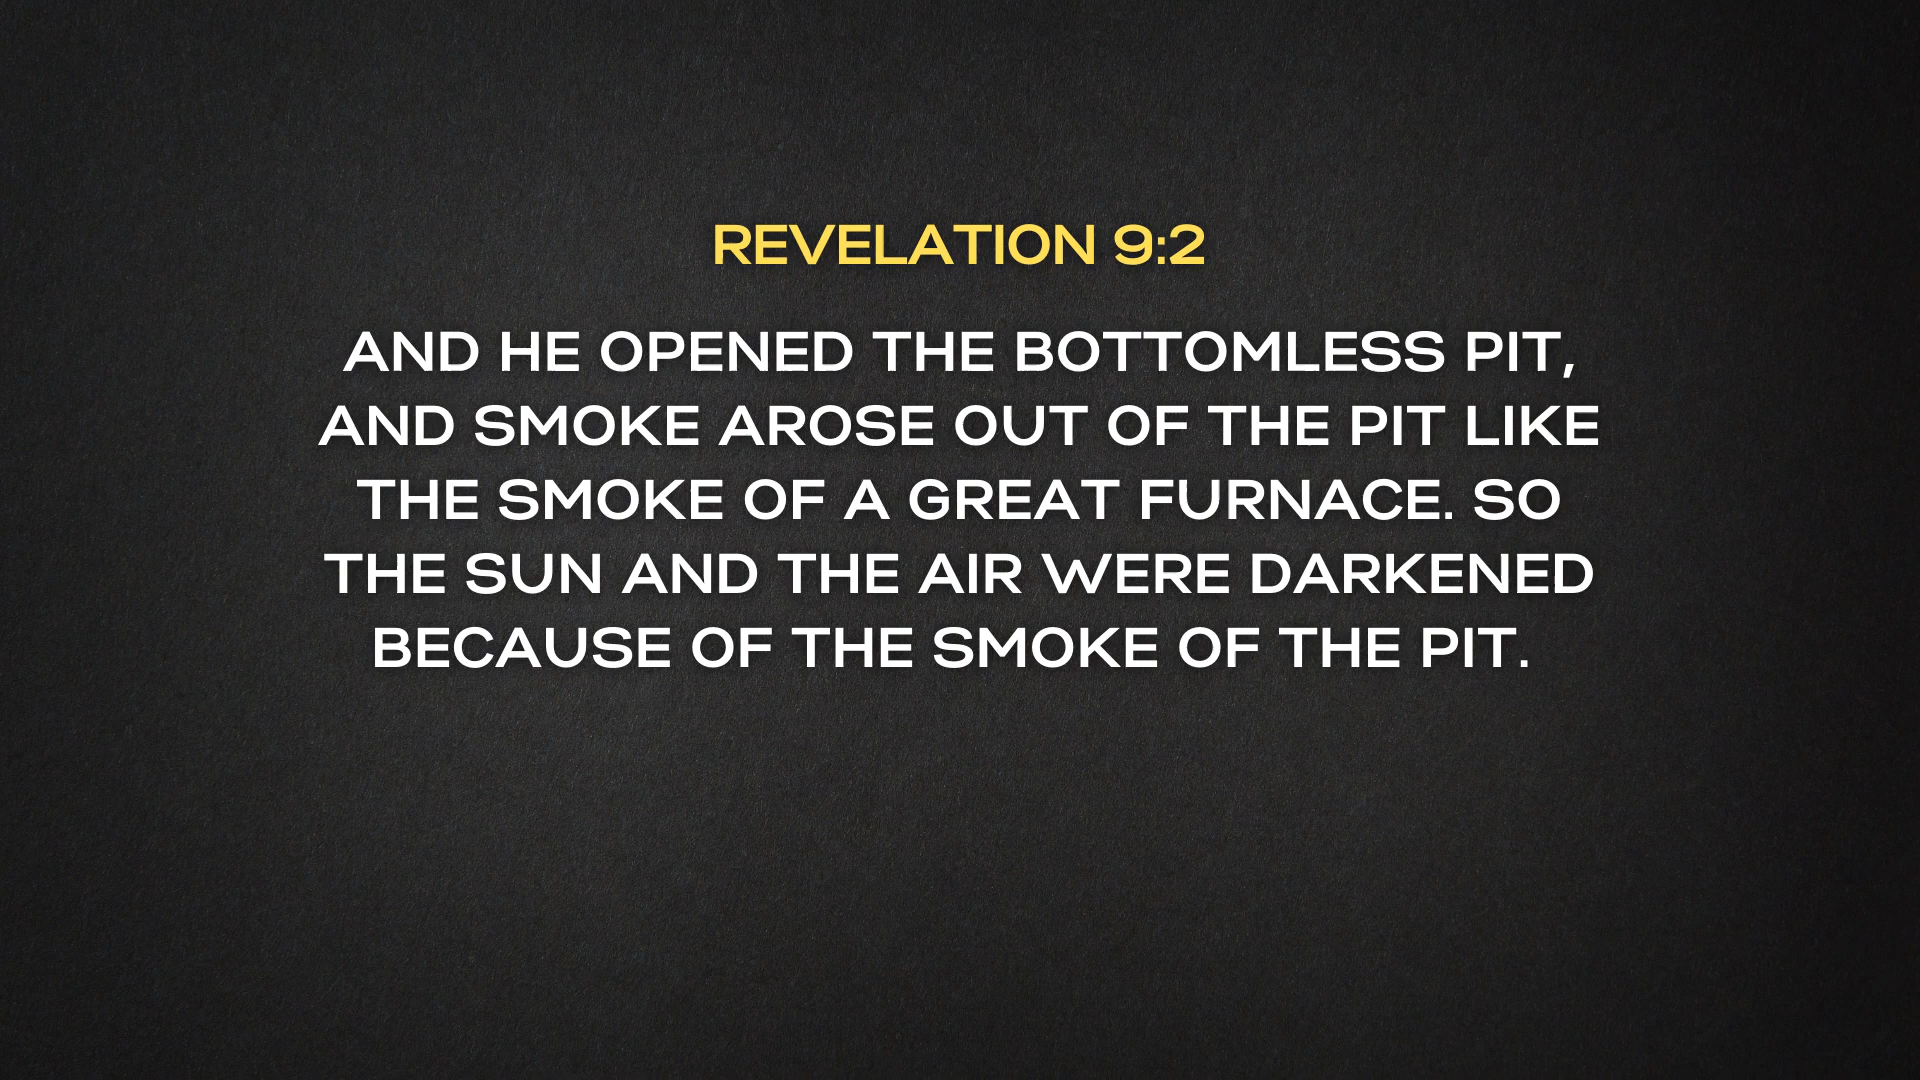 REVELATION 9:2
AND HE OPENED THE BOTTOMLESS PIT,
AND SMOKE AROSE OUT OF THE PIT LIKE
THE SMOKE OF A GREAT FURNACE. SO
THE SUN AND THE AIR WERE DARKENED
BECAUSE OF THE SMOKE OF THE PIT.